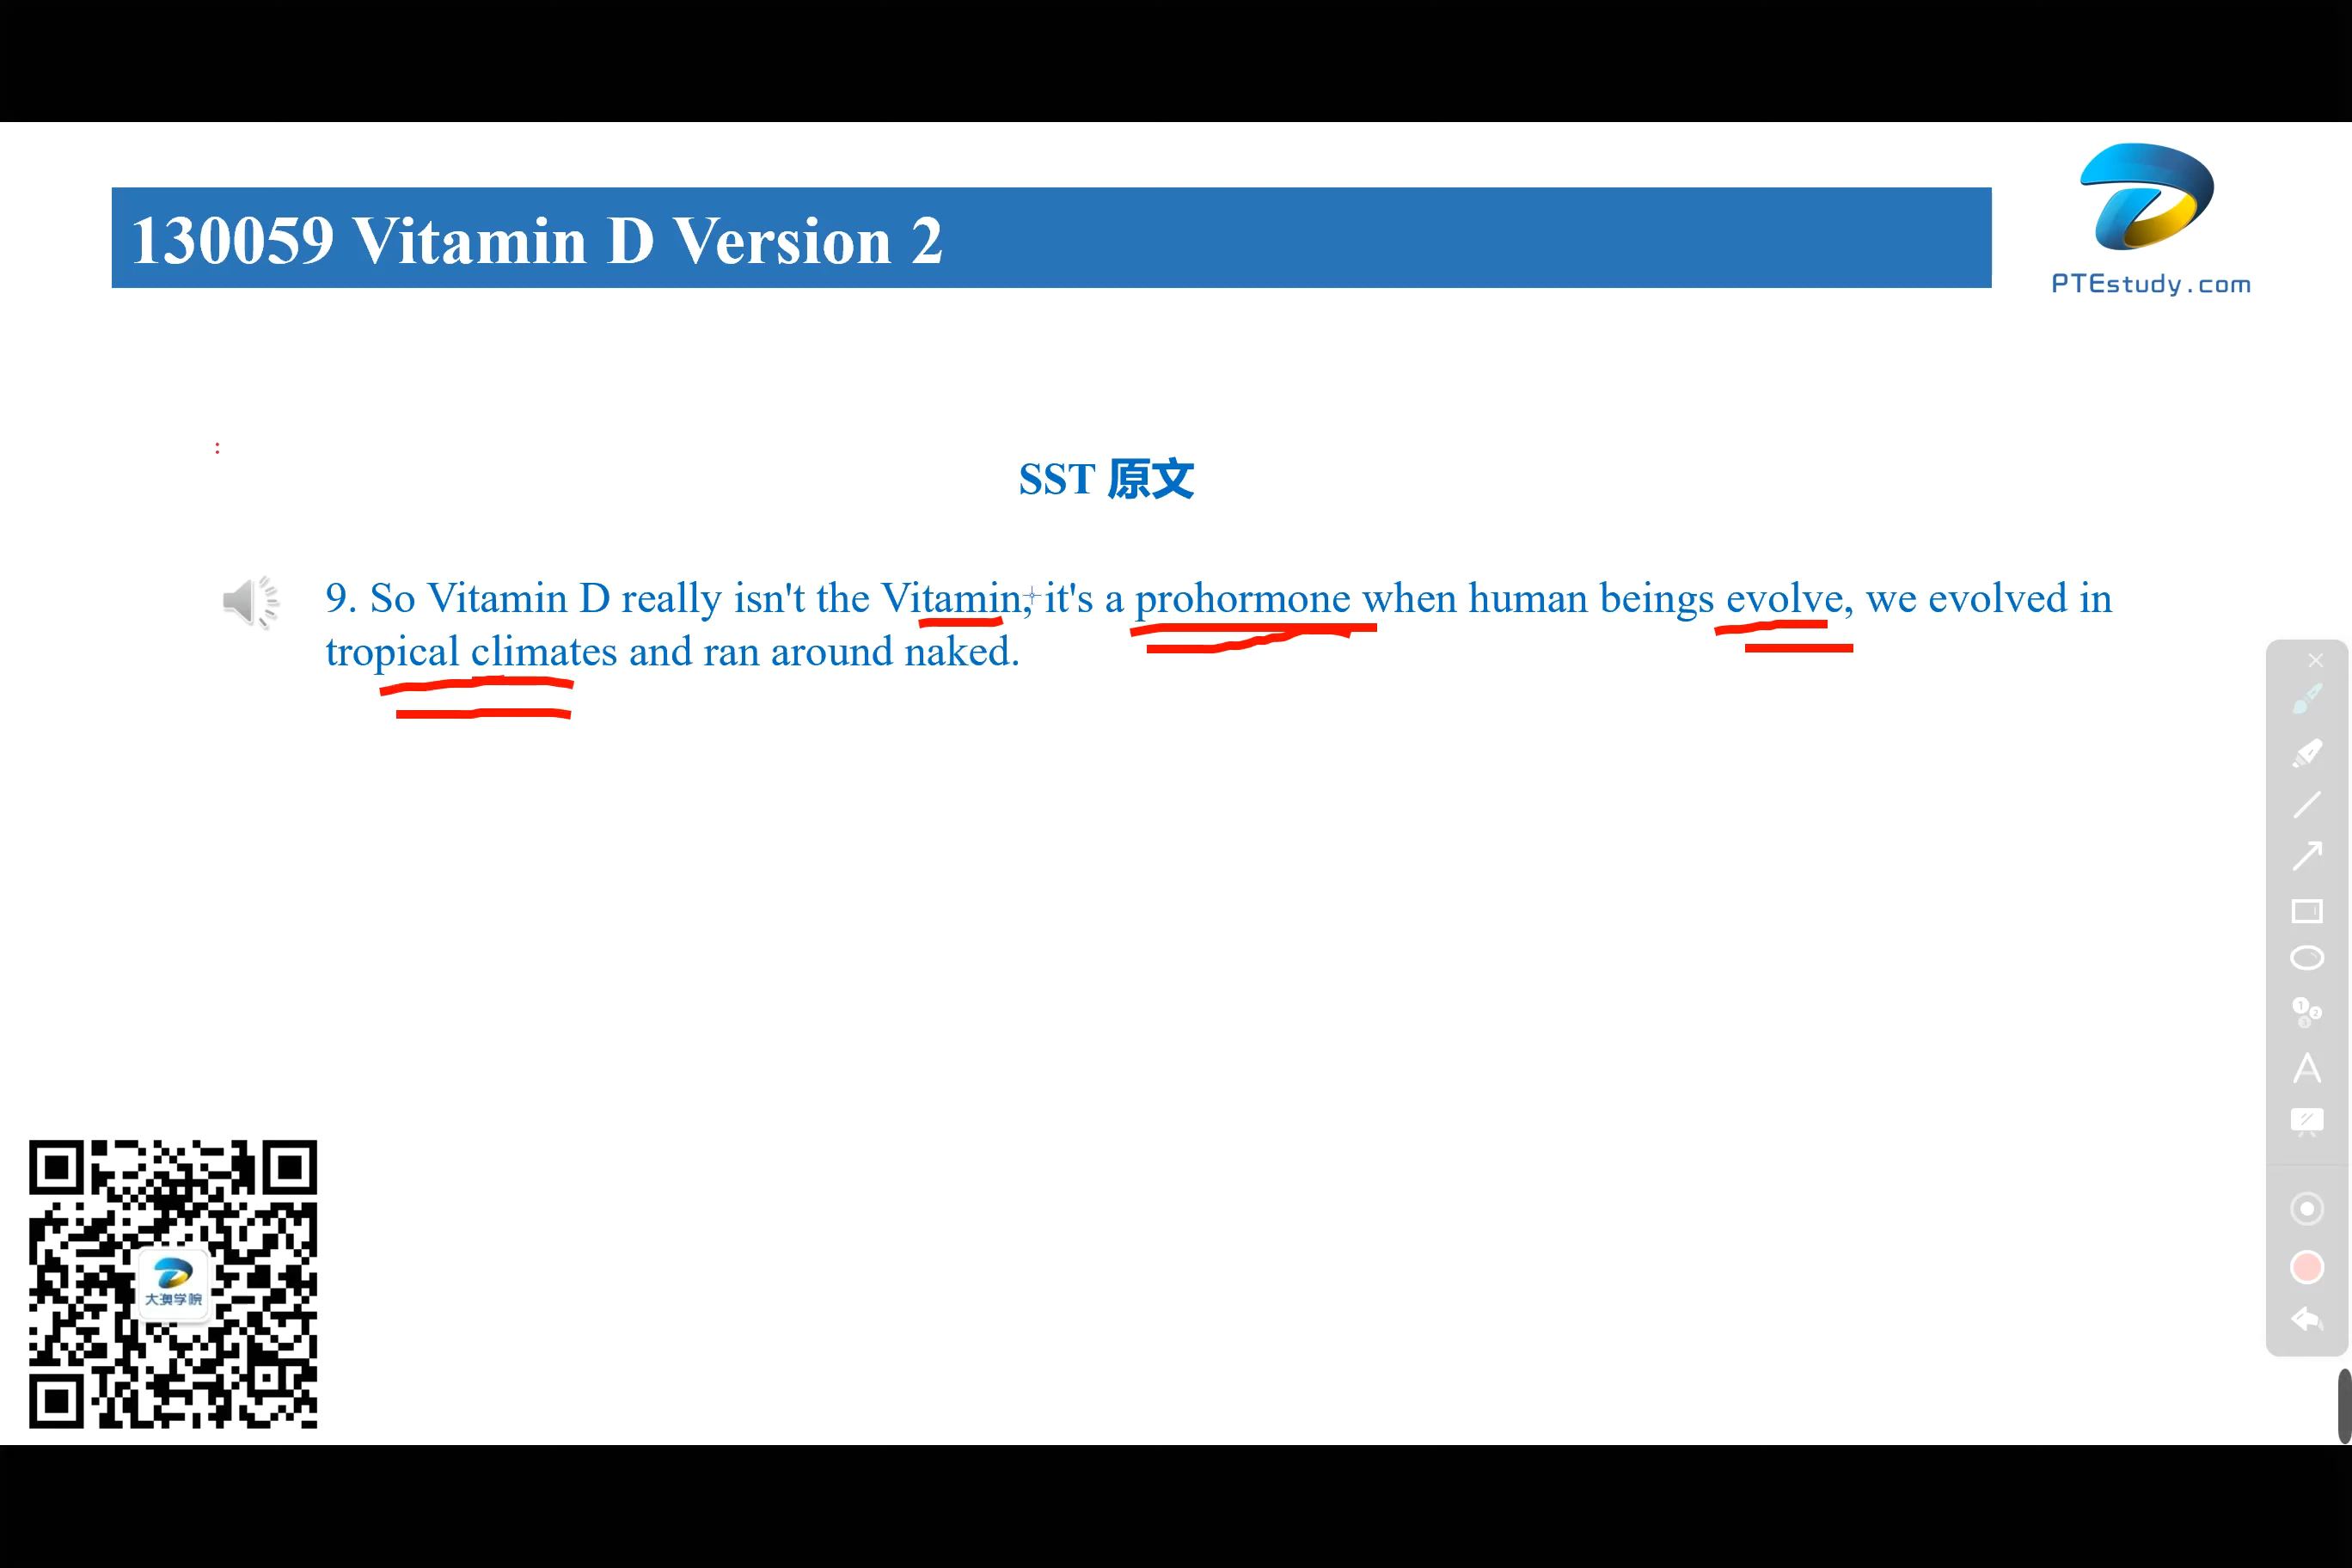 130059 Vitamin D Version 2
PTEstudy.com
:
SST 原文
9. So Vitamin D really isn't the Vitamin, it's a prohormone when human beings evolve, we evolved in
tropical climates and ran around naked.
大澳学院